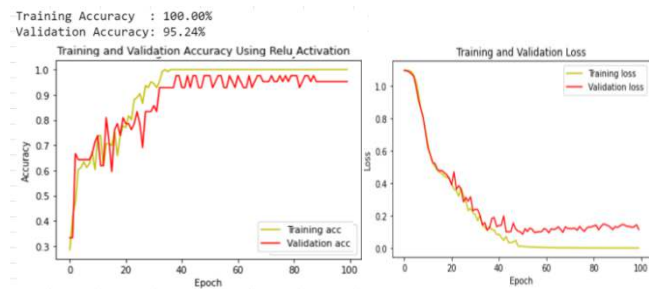 Training Accuracy : 100.00%
Validation Accuracy: 95.24%
Training and Validation Accuracy Using Relu Activation
1.0
0.9
0.8
0.7
0.6
0.5
0.4
0.3
Accuracy
Training acc
Validation acc
0 20 40 60 80 100
Epoch
Training and Validation Loss
Training loss
Validation loss
1.0
0.8
0.6
0.4
0.2
0.0
Loss
0 20 40 60 80 100
Epoch